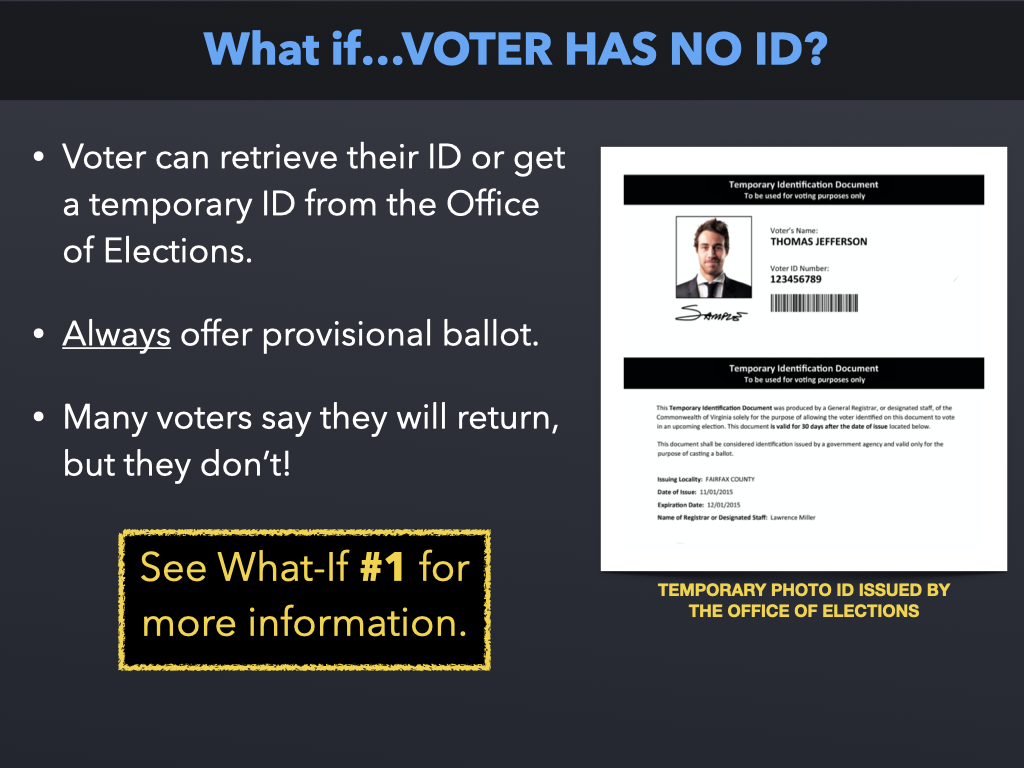 What if...VOTER HAS NO ID?
• Voter can retrieve their ID or get
a temporary ID from the Office
of Elections.
• Always offer provisional ballot.
• Many voters say they will return,
but they don't!
See What-If #1 for
more information.
Temporary Identification Document
To be used for voting purposes only
Voter's Name:
THOMAS JEFFERSON
Voter ID Number:
123456789
SAMPLE
Temporary Identification Document
To be used for voting purposes only
This Temporary Identification Document was produced by a General Registrar, or designated staff, of the
Commonwealth of Virginia solely for the purpose of allowing the voter identified on this document to vote
in an upcoming election. This document is valid for 30 days after the date of issue located below.
This document shall be considered identification issued by a government agency and valid only for the
purpose of casting a ballot.
Issuing Locality: FAIRFAX COUNTY
Date of Issue: 11/01/2015
Expiration Date: 12/01/2015
Name of Registrar or Designated Staff: Lawrence Miller
TEMPORARY PHOTO ID ISSUED BY
THE OFFICE OF ELECTIONS